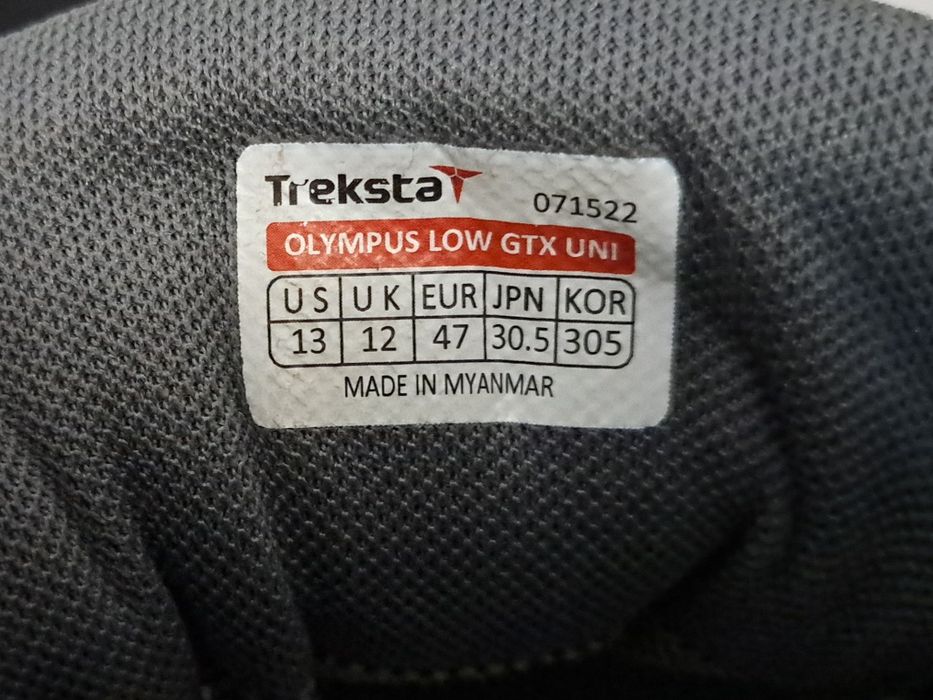 Treksta
071522
OLYMPUS LOW GTX UNI
US UK EUR JPN KOR
13 12 47 30.5 305
MADE IN MYANMAR